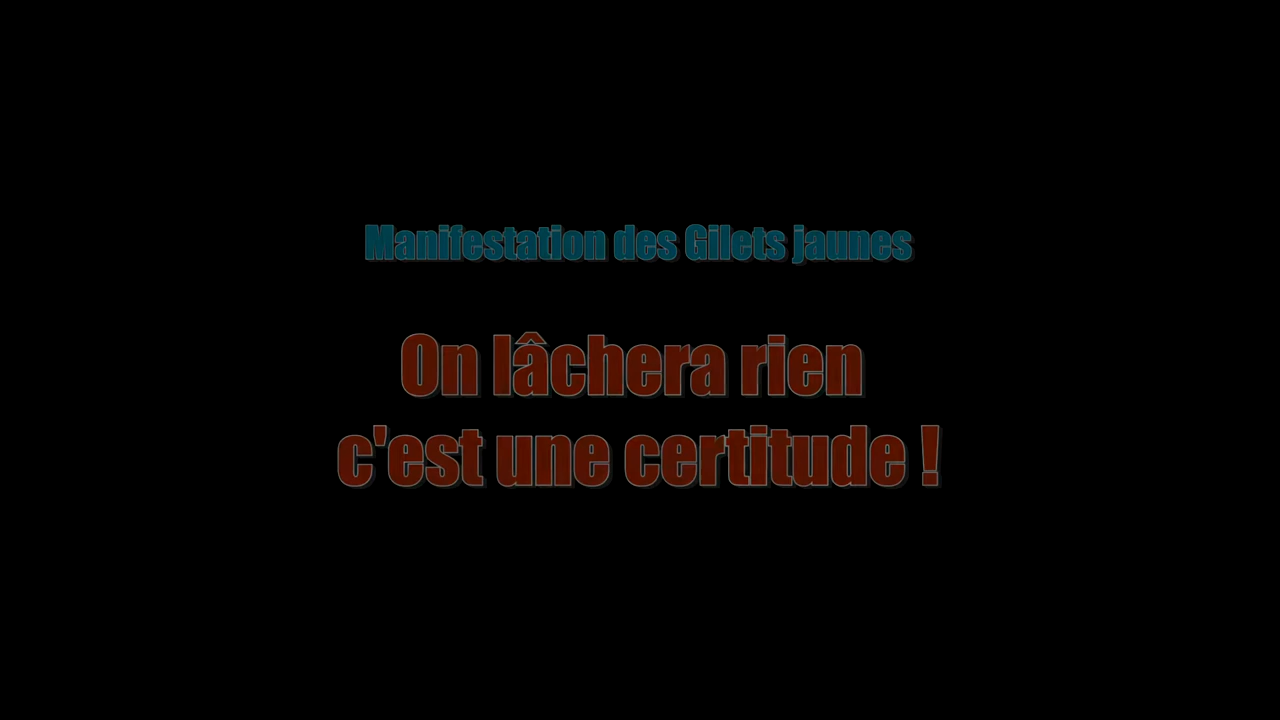 Manifestation des Gilets jaunes
On lâchera rien
c'est une certitude !